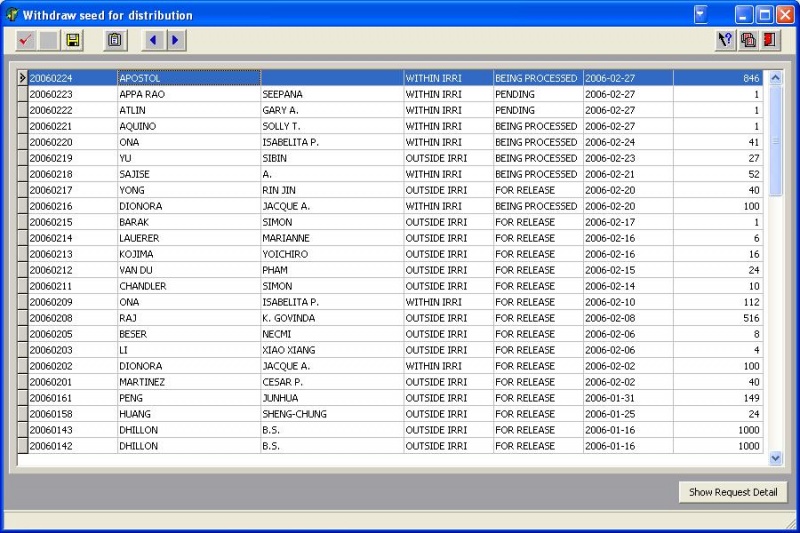 Withdraw seed for distribution
20060224 APOSTOL WITHIN IRRI BEING PROCESSED 2006-02-27 846
20060223 APPA RAO SEEPANA WITHIN IRRI PENDING 2006-02-27 1
20060222 ATLIN GARY A. WITHIN IRRI PENDING 2006-02-27 1
20060221 AQUINO SOLLY T. WITHIN IRRI BEING PROCESSED 2006-02-27 1
20060220 ONA ISABELITA P. WITHIN IRRI BEING PROCESSED 2006-02-24 41
20060219 YU SIBIN OUTSIDE IRRI BEING PROCESSED 2006-02-23 27
20060218 SAJISE A. WITHIN IRRI BEING PROCESSED 2006-02-21 52
20060217 YONG RIN JIN OUTSIDE IRRI FOR RELEASE 2006-02-20 40
20060216 DIONORA JACQUE A. WITHIN IRRI BEING PROCESSED 2006-02-20 100
20060215 BARAK SIMON OUTSIDE IRRI FOR RELEASE 2006-02-17 1
20060214 LAUERER MARIANNE OUTSIDE IRRI FOR RELEASE 2006-02-16 6
20060213 KOJIMA YOICHIRO OUTSIDE IRRI FOR RELEASE 2006-02-16 16
20060212 VAN DU PHAM OUTSIDE IRRI FOR RELEASE 2006-02-15 24
20060211 CHANDLER SIMON OUTSIDE IRRI FOR RELEASE 2006-02-14 10
20060209 ONA ISABELITA P. WITHIN IRRI FOR RELEASE 2006-02-10 112
20060208 RAJ K. GOVINDA OUTSIDE IRRI FOR RELEASE 2006-02-08 516
20060205 BESER NECMI OUTSIDE IRRI FOR RELEASE 2006-02-06 8
20060203 LI XIAO XIANG OUTSIDE IRRI FOR RELEASE 2006-02-06 4
20060202 DIONORA JACQUE A. WITHIN IRRI FOR RELEASE 2006-02-02 100
20060201 MARTINEZ CESAR P. OUTSIDE IRRI FOR RELEASE 2006-02-02 40
20060161 PENG JUNHUA OUTSIDE IRRI FOR RELEASE 2006-01-31 149
20060158 HUANG SHENG-CHUNG OUTSIDE IRRI FOR RELEASE 2006-01-25 24
20060143 DHILLON B.S. OUTSIDE IRRI FOR RELEASE 2006-01-16 1000
20060142 DHILLON B.S. OUTSIDE IRRI FOR RELEASE 2006-01-16 1000
Show Request Detail